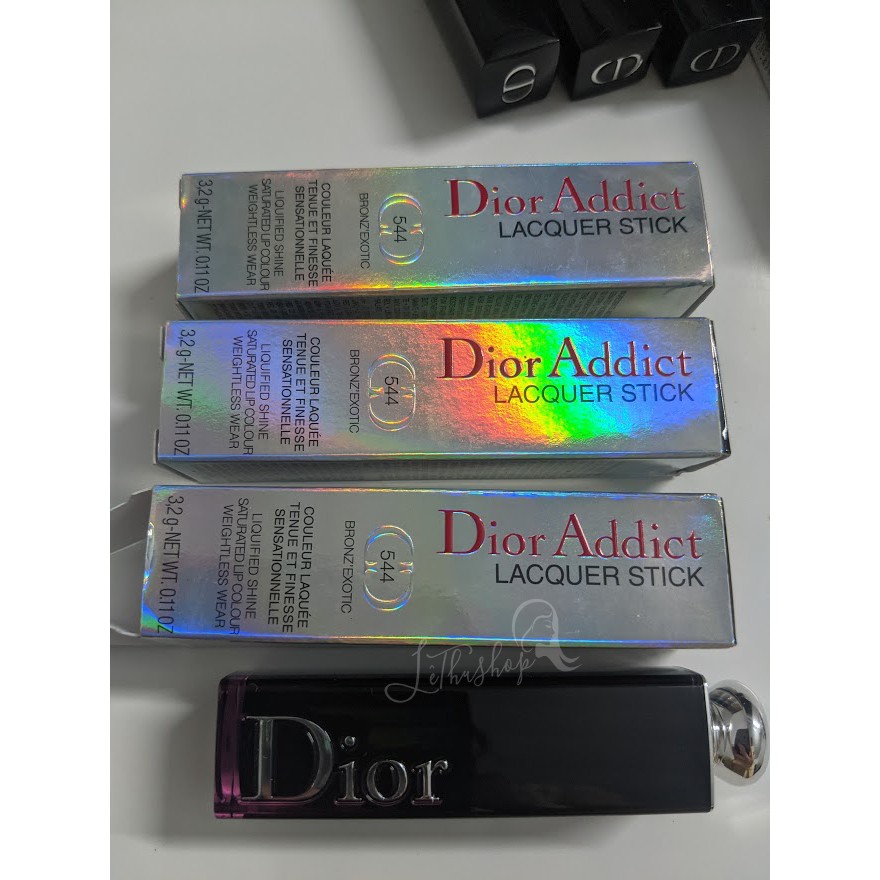 Dior Addict
LACQUER STICK
544
BRONZ'EXOTIC
COULEUR LAQUÉE
TENUE ET FINESSE
SENSATIONNELLE
LIQUIFIED SHINE
SATURATED LIP COLOUR
WEIGHTLESS WEAR
3.2 g-NET WT. 0.11 OZ
Dior Addict
LACQUER STICK
544
BRONZ'EXOTIC
COULEUR LAQUÉE
TENUE ET FINESSE
SENSATIONNELLE
LIQUIFIED SHINE
SATURATED LIP COLOUR
WEIGHTLESS WEAR
3.2 g-NET WT. 0.11 OZ
Dior Addict
LACQUER STICK
544
BRONZ'EXOTIC
COULEUR LAQUÉE
TENUE ET FINESSE
SENSATIONNELLE
LIQUIFIED SHINE
SATURATED LIP COLOUR
WEIGHTLESS WEAR
3.2 g-NET WT. 0.11 OZ
LêThushop
Dior